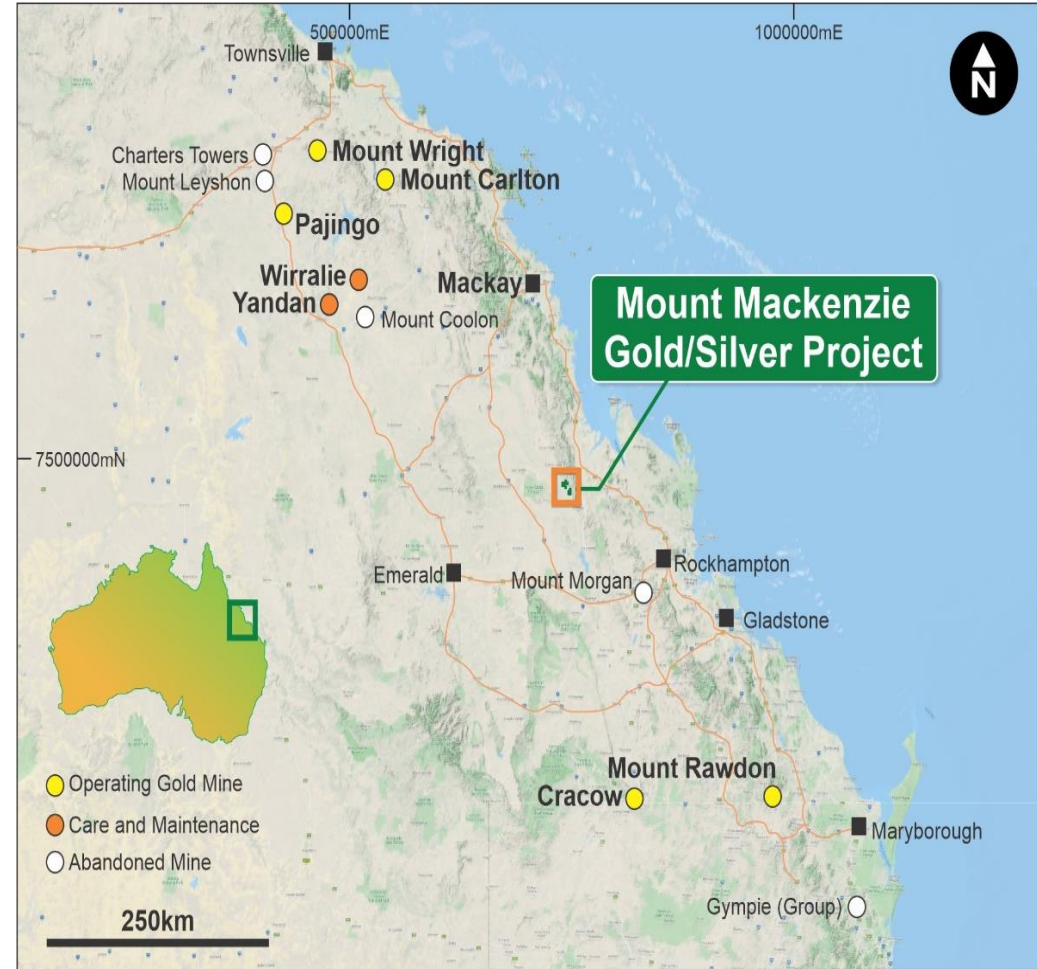 500000mE
1000000mE
Townsville
N
Charters Towers
Mount Wright
Mount Leyshon
Mount Carlton
Pajingo
Wirralie
Mackay
Yandan
Mount Coolon
Mount Mackenzie
Gold/Silver Project
7500000mN
Emerald
Mount Morgan
Rockhampton
Gladstone
Mount Rawdon
Cracow
Operating Gold Mine
Care and Maintenance
Maryborough
Abandoned Mine
Gympie (Group)
250km